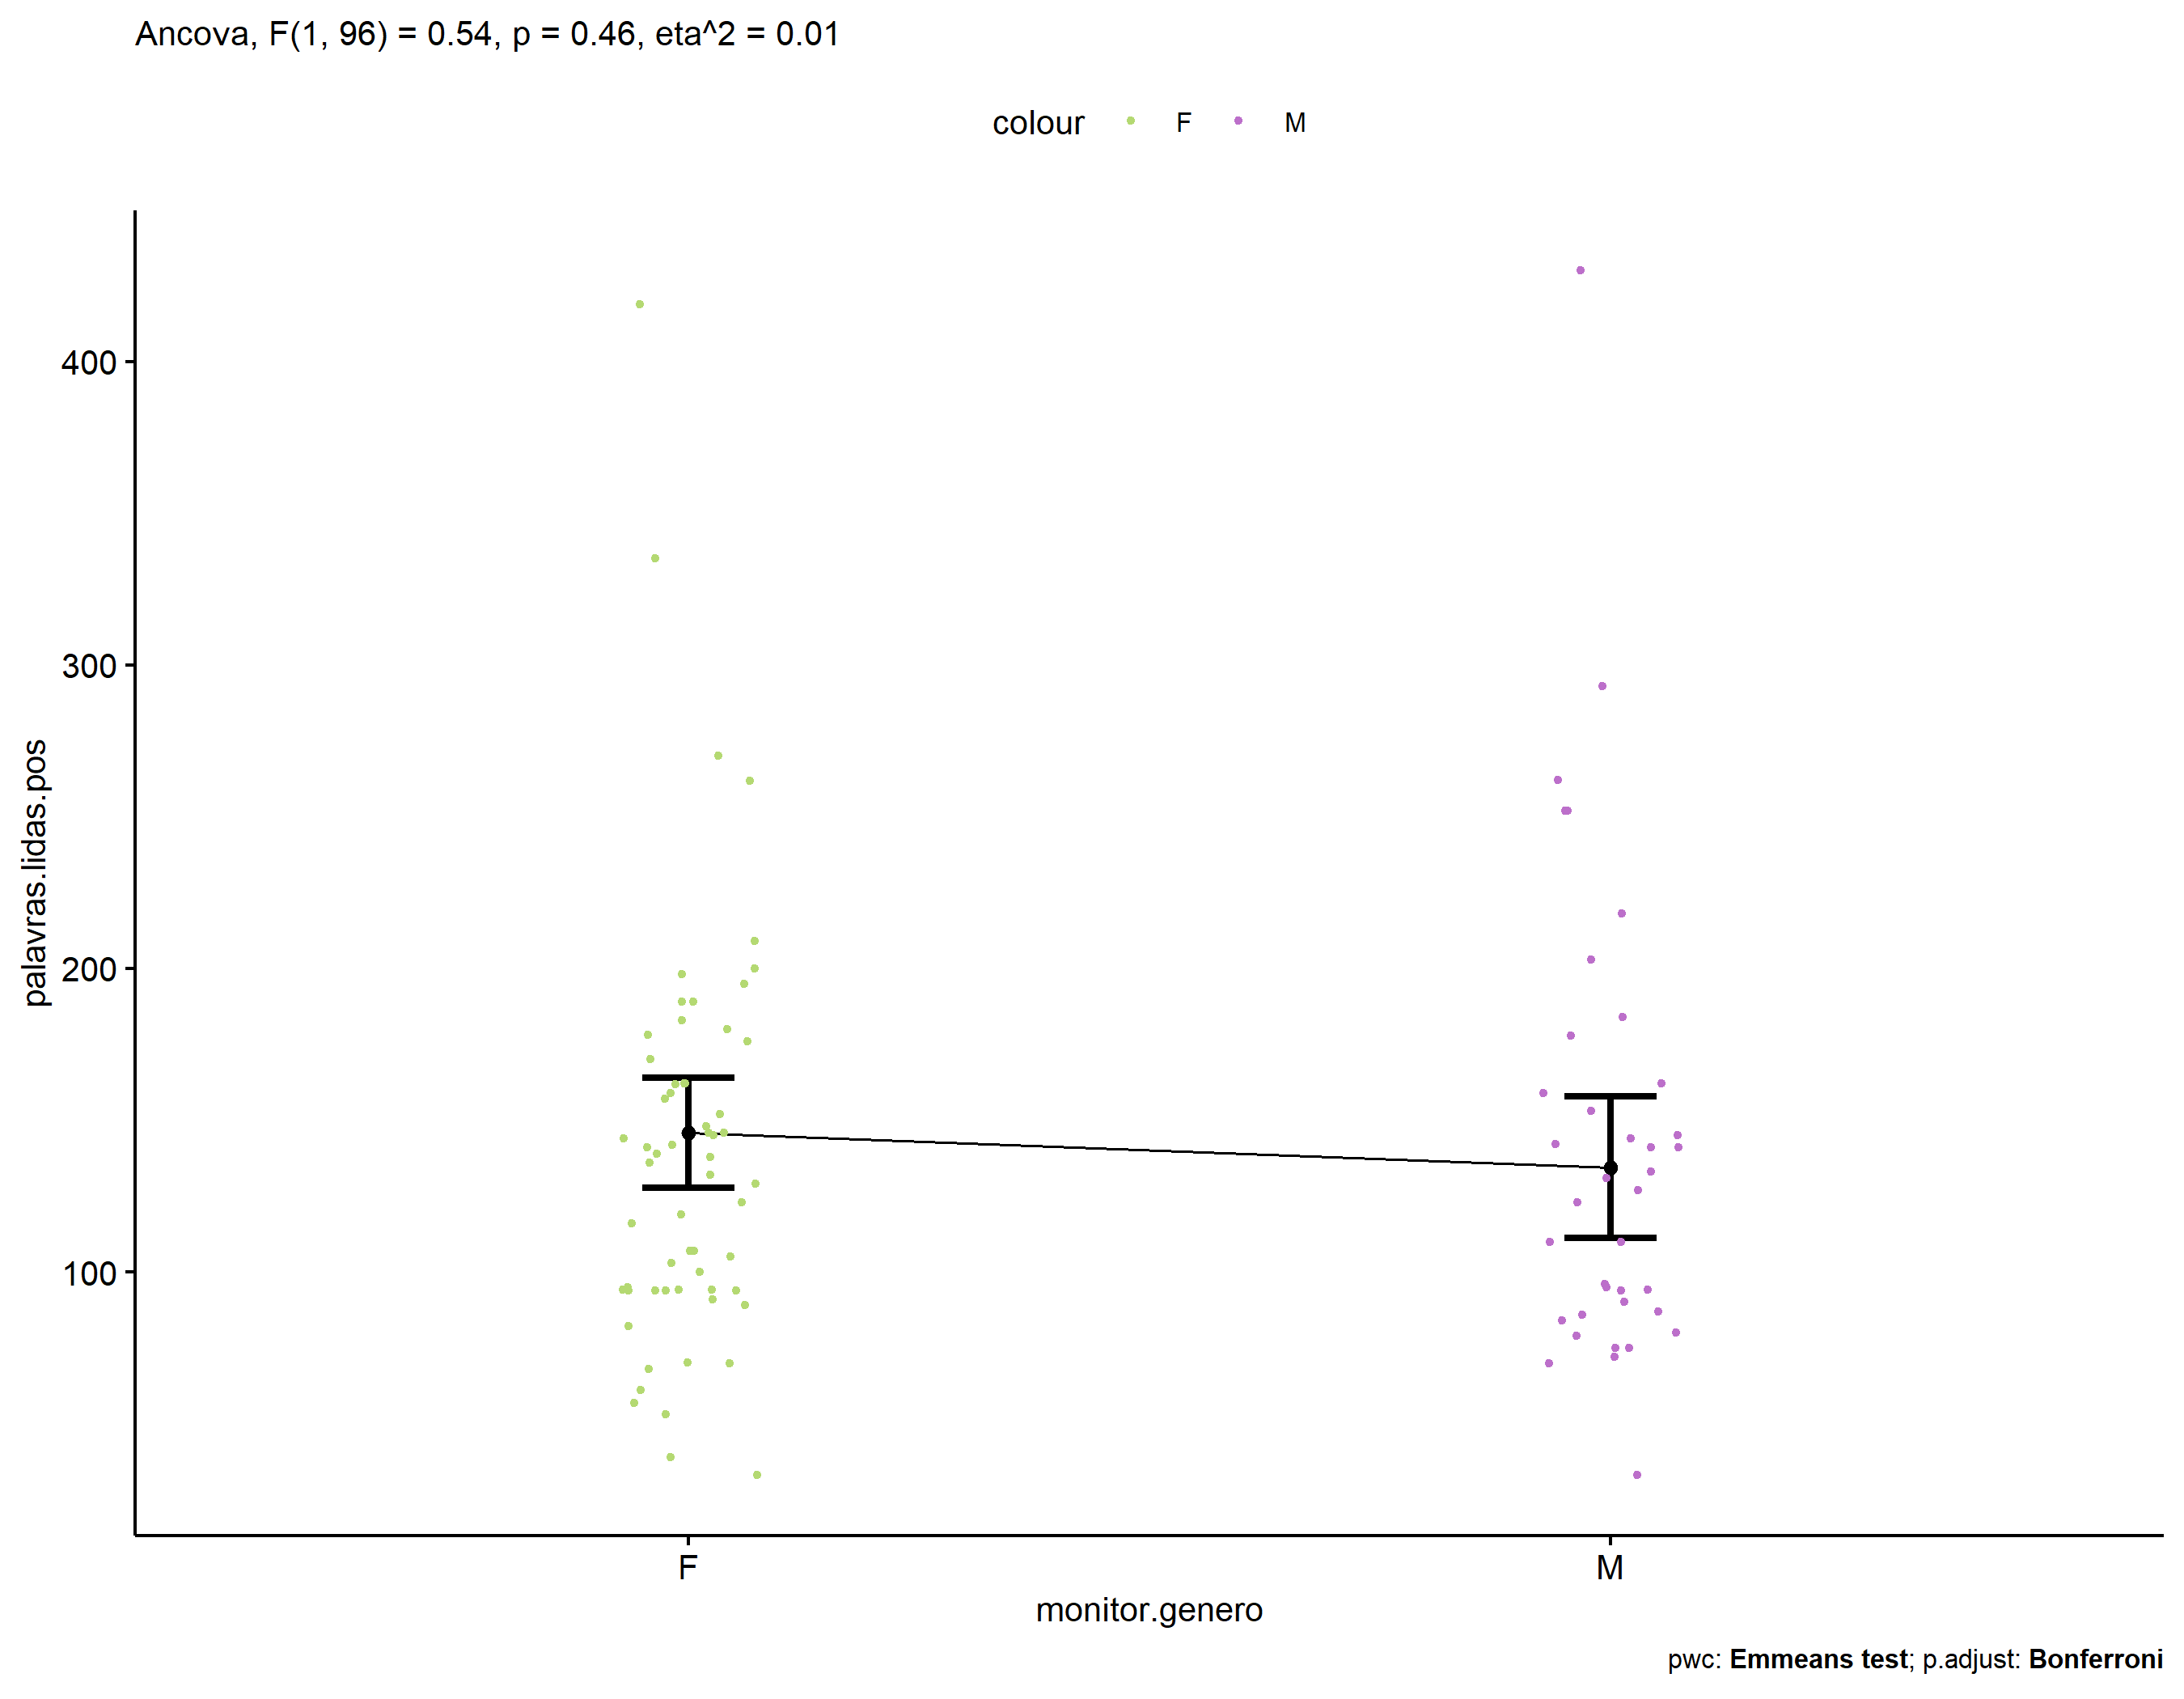 Ancova, F(1, 96) = 0.54, p = 0.46, eta^2 = 0.01
colour F M
400
300
200
100
palavras.lidas.pos
F M
monitor.genero
pwc: Emmeans test; p.adjust: Bonferroni